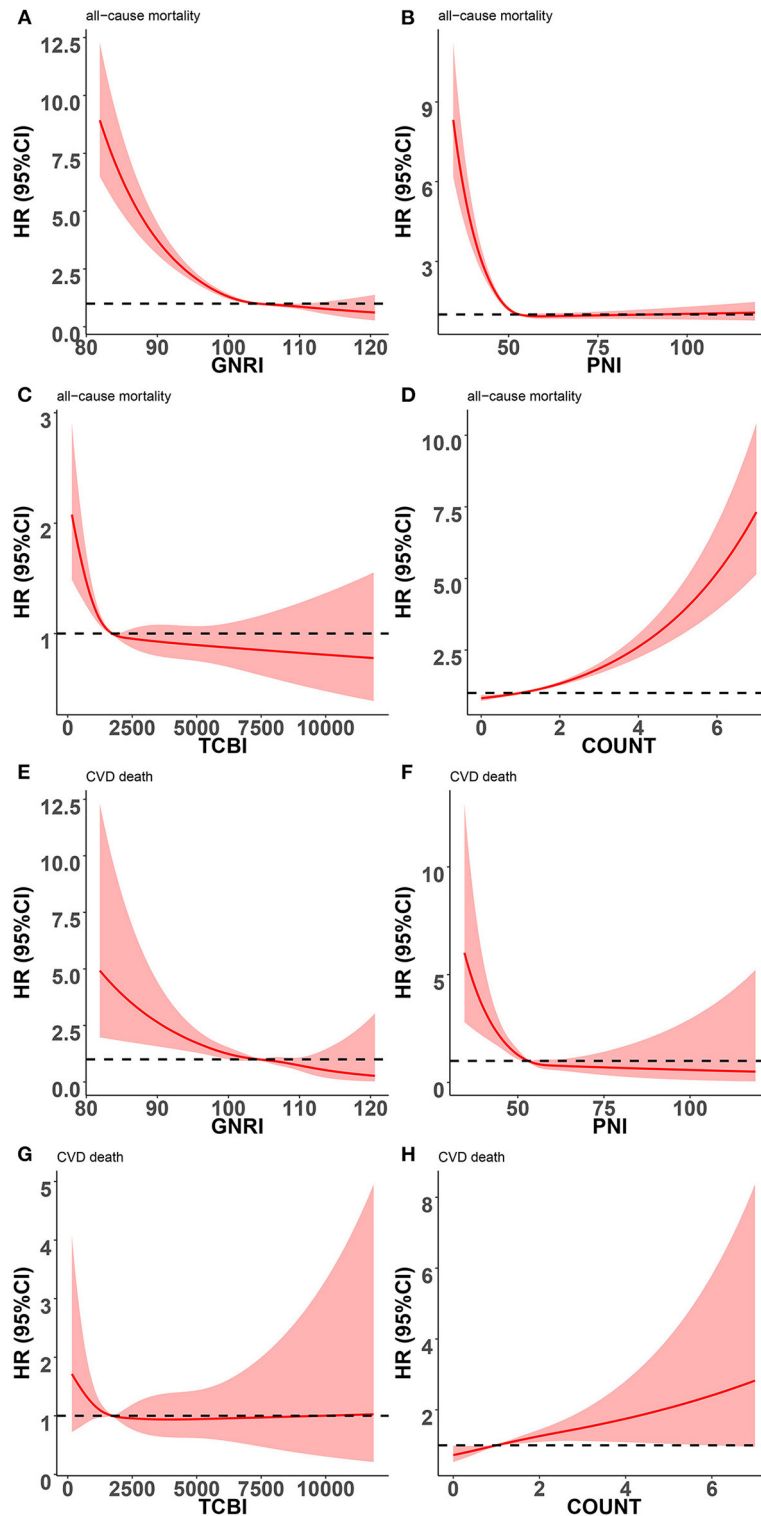 A all-cause mortality
HR (95%CI)
12.5
10.0
7.5
5.0
2.5
0.0
80 90 100 110 120
GNRI
B all-cause mortality
HR (95%CI)
9
6
3
50 75 100
PNI
C all-cause mortality
HR (95%CI)
3
2
1
0 2500 5000 7500 10000
TCBI
D all-cause mortality
HR (95%CI)
10.0
7.5
5.0
2.5
0 2 4 6
COUNT
E CVD death
HR (95%CI)
12.5
10.0
7.5
5.0
2.5
0.0
80 90 100 110 120
GNRI
F CVD death
HR (95%CI)
10
5
0
50 75 100
PNI
G CVD death
HR (95%CI)
5
4
3
2
1
0
0 2500 5000 7500 10000
TCBI
H CVD death
HR (95%CI)
8
6
4
2
0 2 4 6
COUNT